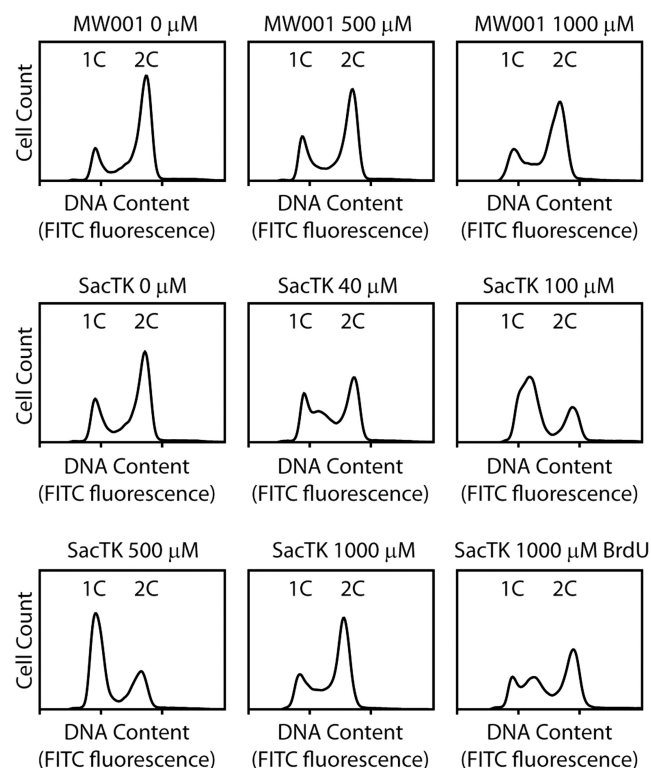 MW001 0 μM
MW001 500 μM
MW001 1000 μM
Cell Count
1C 2C
1C 2C
1C 2C
DNA Content
(FITC fluorescence)
DNA Content
(FITC fluorescence)
DNA Content
(FITC fluorescence)
SacTK 0 μM
SacTK 40 μM
SacTK 100 μM
Cell Count
1C 2C
1C 2C
1C 2C
DNA Content
(FITC fluorescence)
DNA Content
(FITC fluorescence)
DNA Content
(FITC fluorescence)
SacTK 500 μM
SacTK 1000 μM
SacTK 1000 μM BrdU
Cell Count
1C 2C
1C 2C
1C 2C
DNA Content
(FITC fluorescence)
DNA Content
(FITC fluorescence)
DNA Content
(FITC fluorescence)